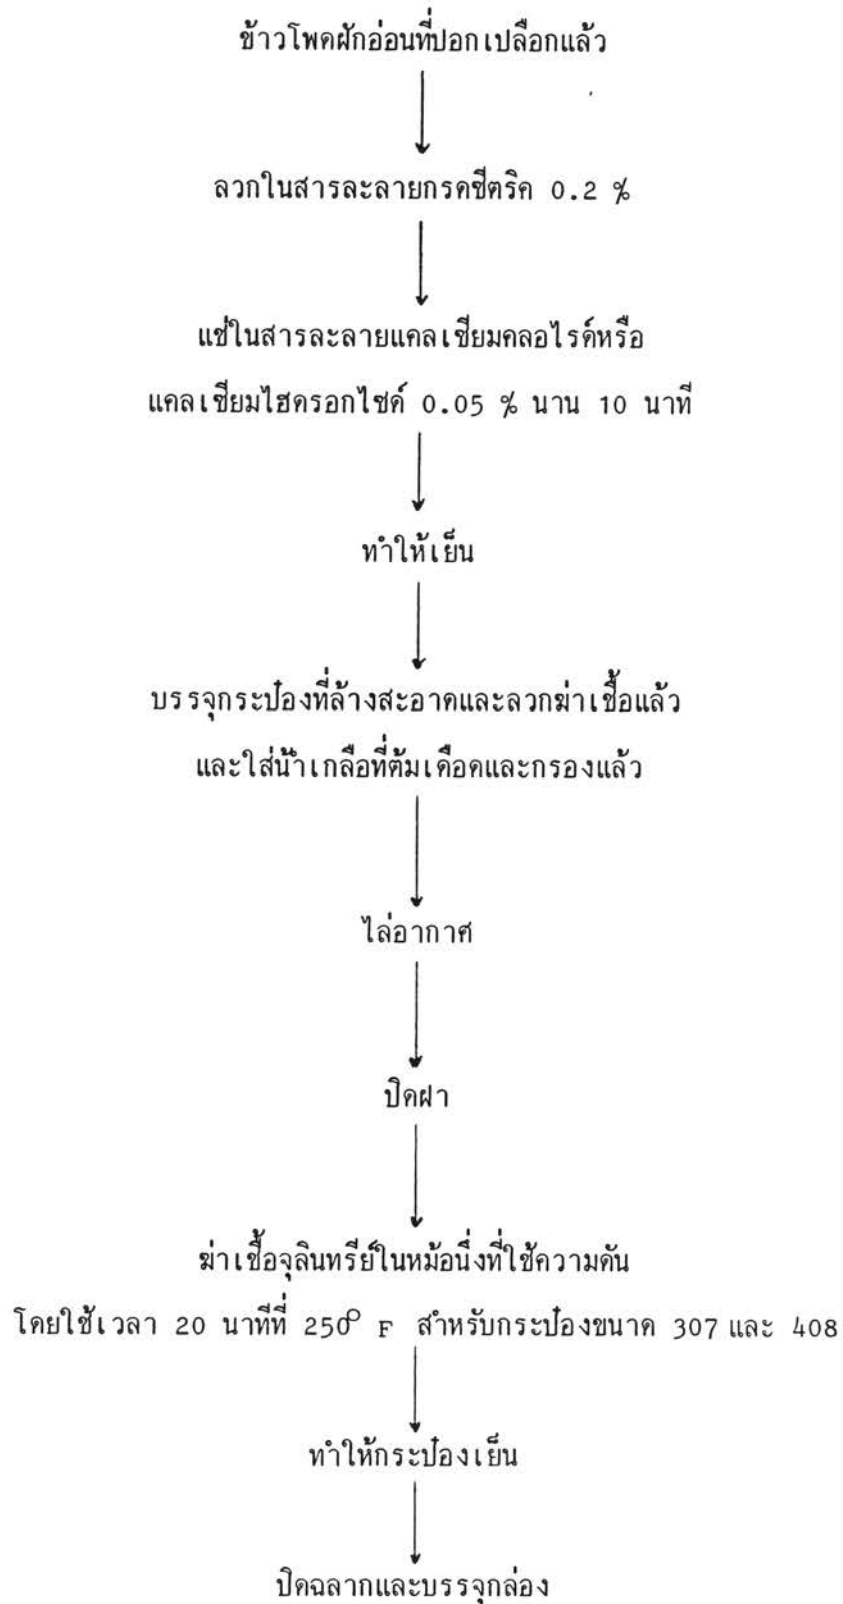 ข้าวโพดฝักอ่อนที่ปอกเปลือกแล้ว
ลวกในสารละลายกรดซีตริค 0.2 %
แช่ในสารละลายแคลเซียมคลอไรด์หรือ
แคลเซียมไฮดรอกไซด์ 0.05 % นาน 10 นาที
ทำให้เย็น
บรรจุกระป๋องที่ล้างสะอาดและลวกฆ่าเชื้อแล้ว
และใส่น้ำเกลือที่ต้มเดือดและกรองแล้ว
ไล่อากาศ
ปิดฝา
ฆ่าเชื้อจุลินทรีย์ในหม้อนึ่งที่ใช้ความดัน
โดยใช้เวลา 20 นาทีที่ 250° F สำหรับกระป๋องขนาด 307 และ 408
ทำให้กระป๋องเย็น
ปิดฉลากและบรรจุกล่อง